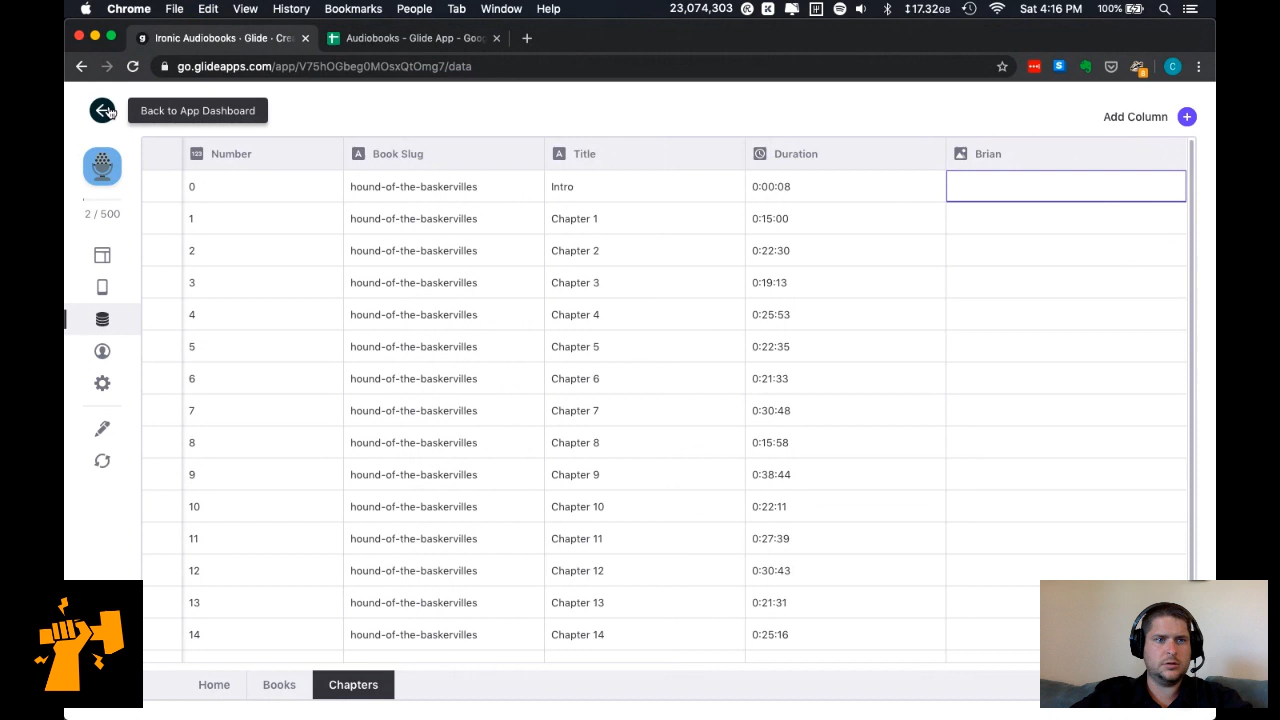 Chrome File Edit View History Bookmarks People Tab Window Help 23,074,303 17.32GB Sat 4:16 PM 100%
Ironic Audiobooks - Glide · Cre Audiobooks - Glide App - Goo
go.glideapps.com/app/V75hOGbeg0MOsxQtOmg7/data
Back to App Dashboard
Add Column
Number Book Slug Title Duration Brian
0 hound-of-the-baskervilles Intro 0:00:08
2 / 500
1 hound-of-the-baskervilles Chapter 1 0:15:00
2 hound-of-the-baskervilles Chapter 2 0:22:30
3 hound-of-the-baskervilles Chapter 3 0:19:13
4 hound-of-the-baskervilles Chapter 4 0:25:53
5 hound-of-the-baskervilles Chapter 5 0:22:35
6 hound-of-the-baskervilles Chapter 6 0:21:33
7 hound-of-the-baskervilles Chapter 7 0:30:48
8 hound-of-the-baskervilles Chapter 8 0:15:58
9 hound-of-the-baskervilles Chapter 9 0:38:44
10 hound-of-the-baskervilles Chapter 10 0:22:11
11 hound-of-the-baskervilles Chapter 11 0:27:39
12 hound-of-the-baskervilles Chapter 12 0:30:43
13 hound-of-the-baskervilles Chapter 13 0:21:31
14 hound-of-the-baskervilles Chapter 14 0:25:16
Home Books Chapters